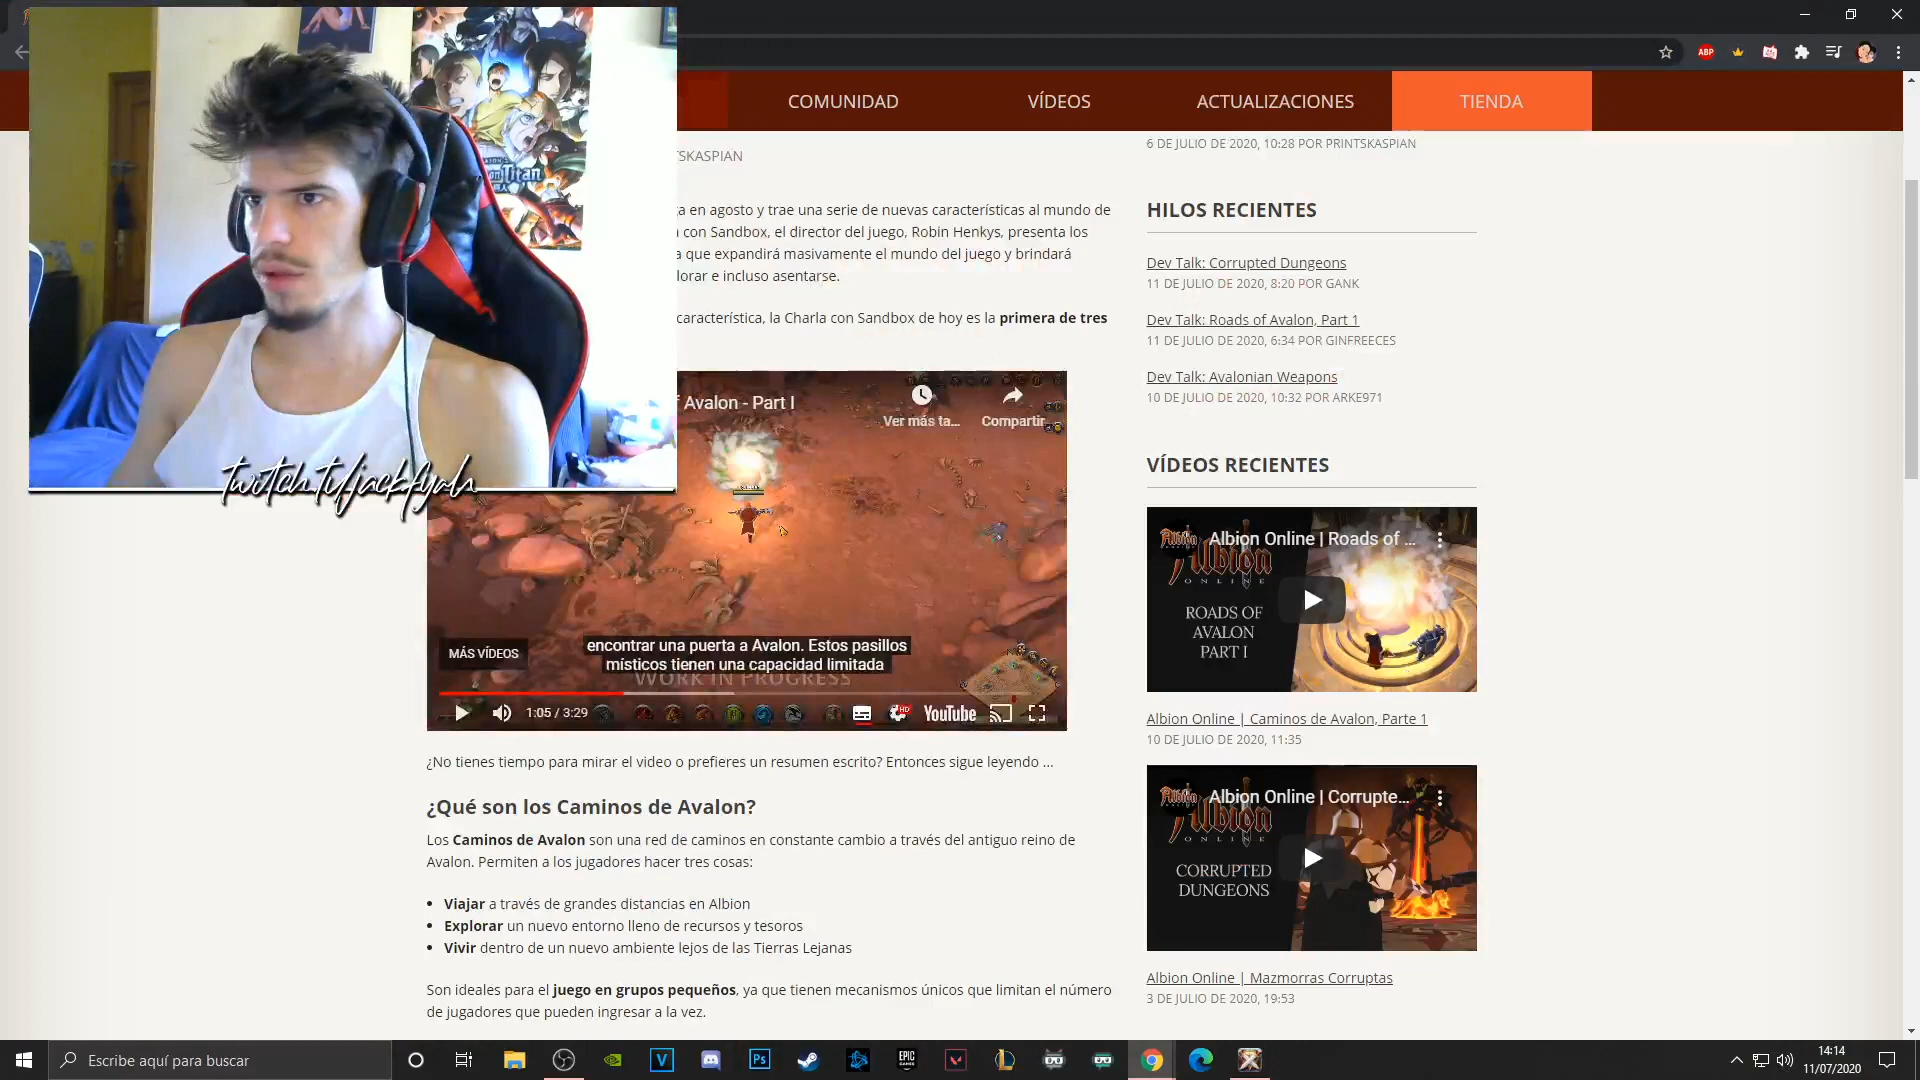 COMUNIDAD
VÍDEOS
ACTUALIZACIONES
TIENDA
ABP
Titan
twitch.tv/jackfyah
TSKASPIAN
a en agosto y trae una serie de nuevas características al mundo de
a con Sandbox, el director del juego, Robin Henkys, presenta los
a que expandirá masivamente el mundo del juego y brindará
lorar e incluso asentarse.
característica, la Charla con Sandbox de hoy es la primera de tres
f Avalon - Part I
Ver más ta...
Compartir
encontrar una puerta a Avalon. Estos pasillos
místicos tienen una capacidad limitada
WORK IN PROGRESS
MÁS VÍDEOS
1:05 / 3:29
HD
YouTube
¿No tienes tiempo para mirar el video o prefieres un resumen escrito? Entonces sigue leyendo ...
¿Qué son los Caminos de Avalon?
Los Caminos de Avalon son una red de caminos en constante cambio a través del antiguo reino de
Avalon. Permiten a los jugadores hacer tres cosas:
• Viajar a través de grandes distancias en Albion
• Explorar un nuevo entorno lleno de recursos y tesoros
• Vivir dentro de un nuevo ambiente lejos de las Tierras Lejanas
Son ideales para el juego en grupos pequeños, ya que tienen mecanismos únicos que limitan el número
de jugadores que pueden ingresar a la vez.
6 DE JULIO DE 2020, 10:28 POR PRINTSKASPIAN
HILOS RECIENTES
Dev Talk: Corrupted Dungeons
11 DE JULIO DE 2020, 8:20 POR GANK
Dev Talk: Roads of Avalon, Part 1
11 DE JULIO DE 2020, 6:34 POR GINFREECES
Dev Talk: Avalonian Weapons
10 DE JULIO DE 2020, 10:32 POR ARKE971
VÍDEOS RECIENTES
Albion Online | Roads of ...
Albion
ONLINE
ROADS OF
AVALON
PART I
Albion Online | Caminos de Avalon, Parte 1
10 DE JULIO DE 2020, 11:35
Albion Online | Corrupte...
Albion
ONLINE
CORRUPTED
DUNGEONS
Albion Online | Mazmorras Corruptas
3 DE JULIO DE 2020, 19:53
Escribe aquí para buscar
V
Ps
EPIC
GAMES
14:14
11/07/2020